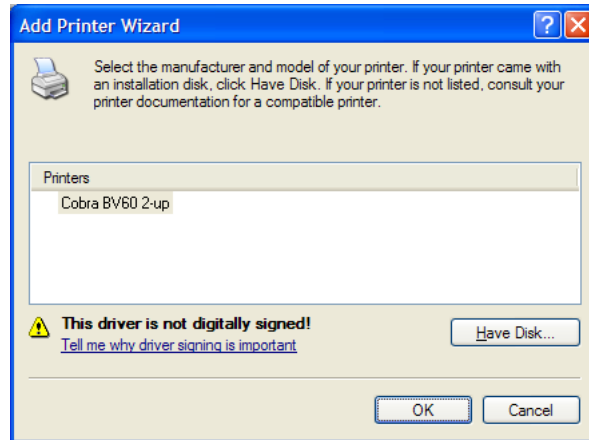 Add Printer Wizard
Select the manufacturer and model of your printer. If your printer came with
an installation disk, click Have Disk. If your printer is not listed, consult your
printer documentation for a compatible printer.
Printers
Cobra BV60 2-up
This driver is not digitally signed!
Tell me why driver signing is important
Have Disk...
OK
Cancel